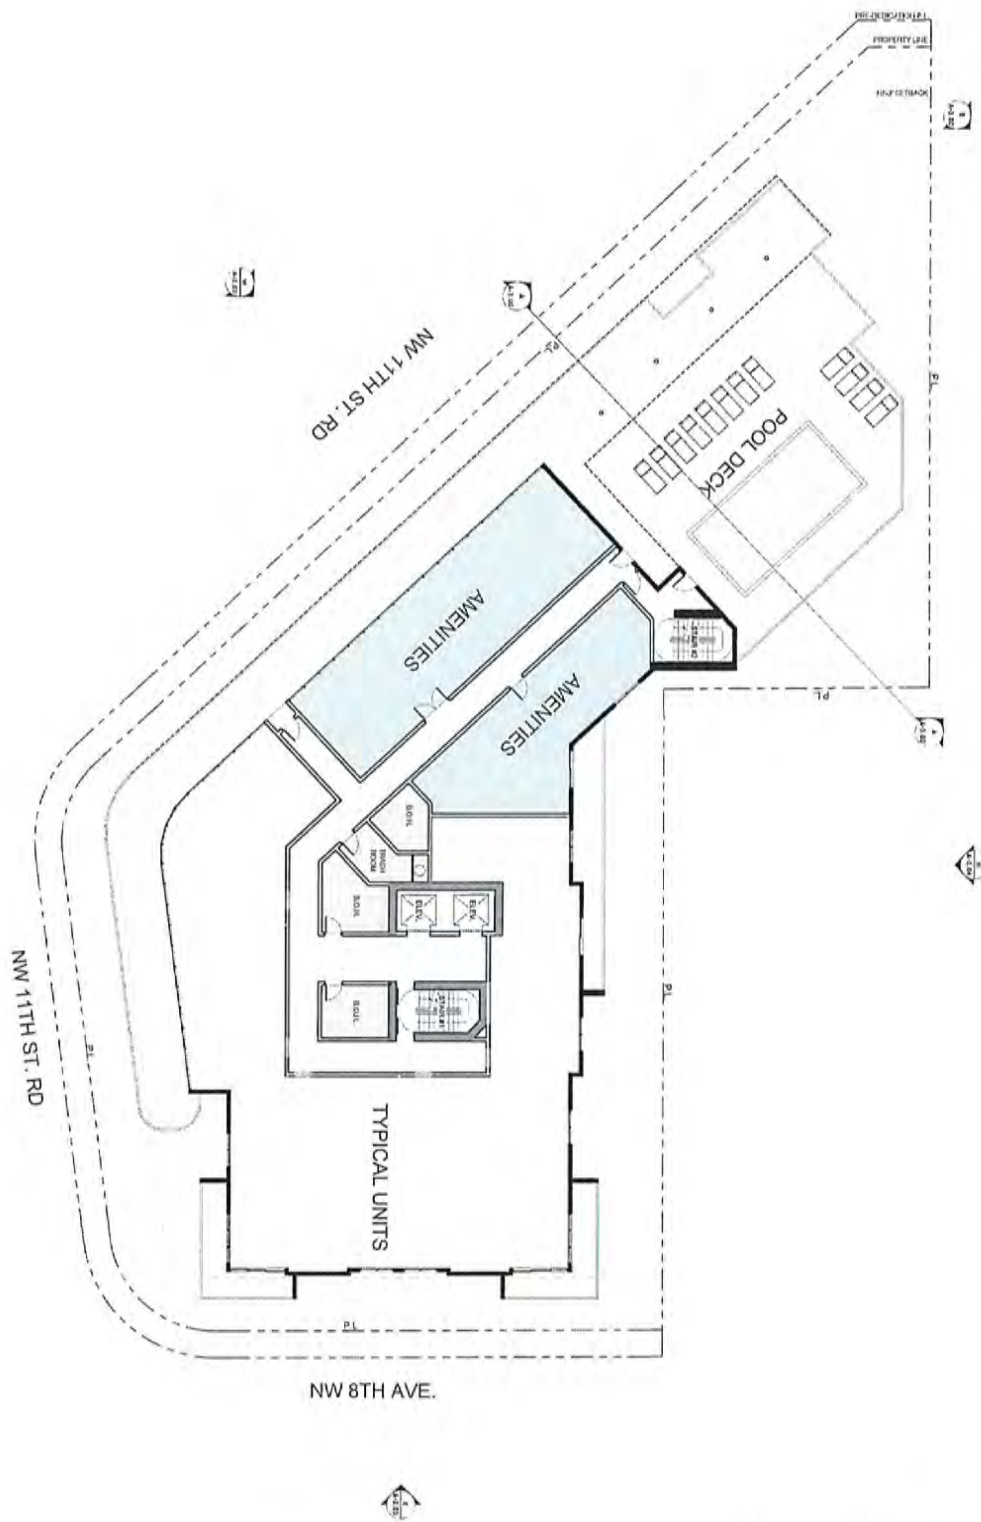 PROPERTY LINE
P.L.
P.L.
NW 11TH ST. RD
POOL DECK
AMENITIES
AMENITIES
P.L.
B.O.H.
TRASH ROOM
B.O.H.
ELEV.
ELEV.
B.O.H.
P.L.
P.L.
NW 11TH ST. RD
TYPICAL UNITS
P.L.
NW 8TH AVE.